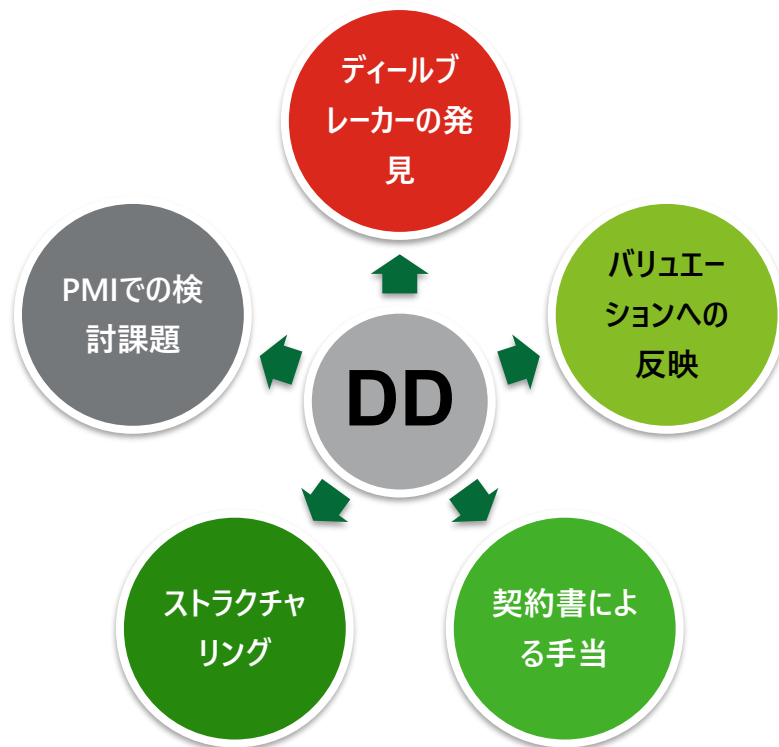 ディールブ
レーカーの発
見
PMIでの検
討課題
バリュエー
ションへの
反映
DD
ストラクチャ
リング
契約書によ
る手当